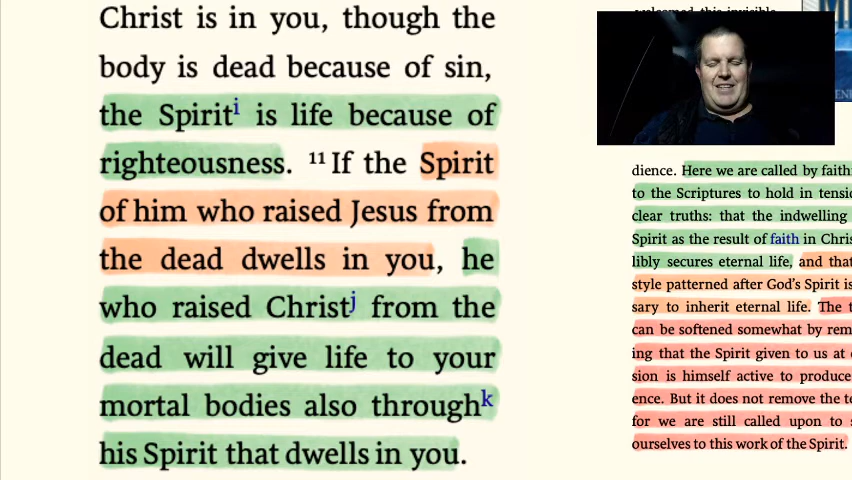 Christ is in you, though the
body is dead because of sin,
the Spiritⁱ is life because of
righteousness. ¹¹ If the Spirit
of him who raised Jesus from
the dead dwells in you, he
who raised Christʲ from the
dead will give life to your
mortal bodies also throughᵏ
his Spirit that dwells in you.
welcomed this invisible
dience. Here we are called by faith
to the Scriptures to hold in tensi
clear truths: that the indwelling
Spirit as the result of faith in Chris
libly secures eternal life, and that
style patterned after God's Spirit is
sary to inherit eternal life. The t
can be softened somewhat by rem
ing that the Spirit given to us at
sion is himself active to produce
ence. But it does not remove the te
for we are still called upon to s
ourselves to this work of the Spirit.